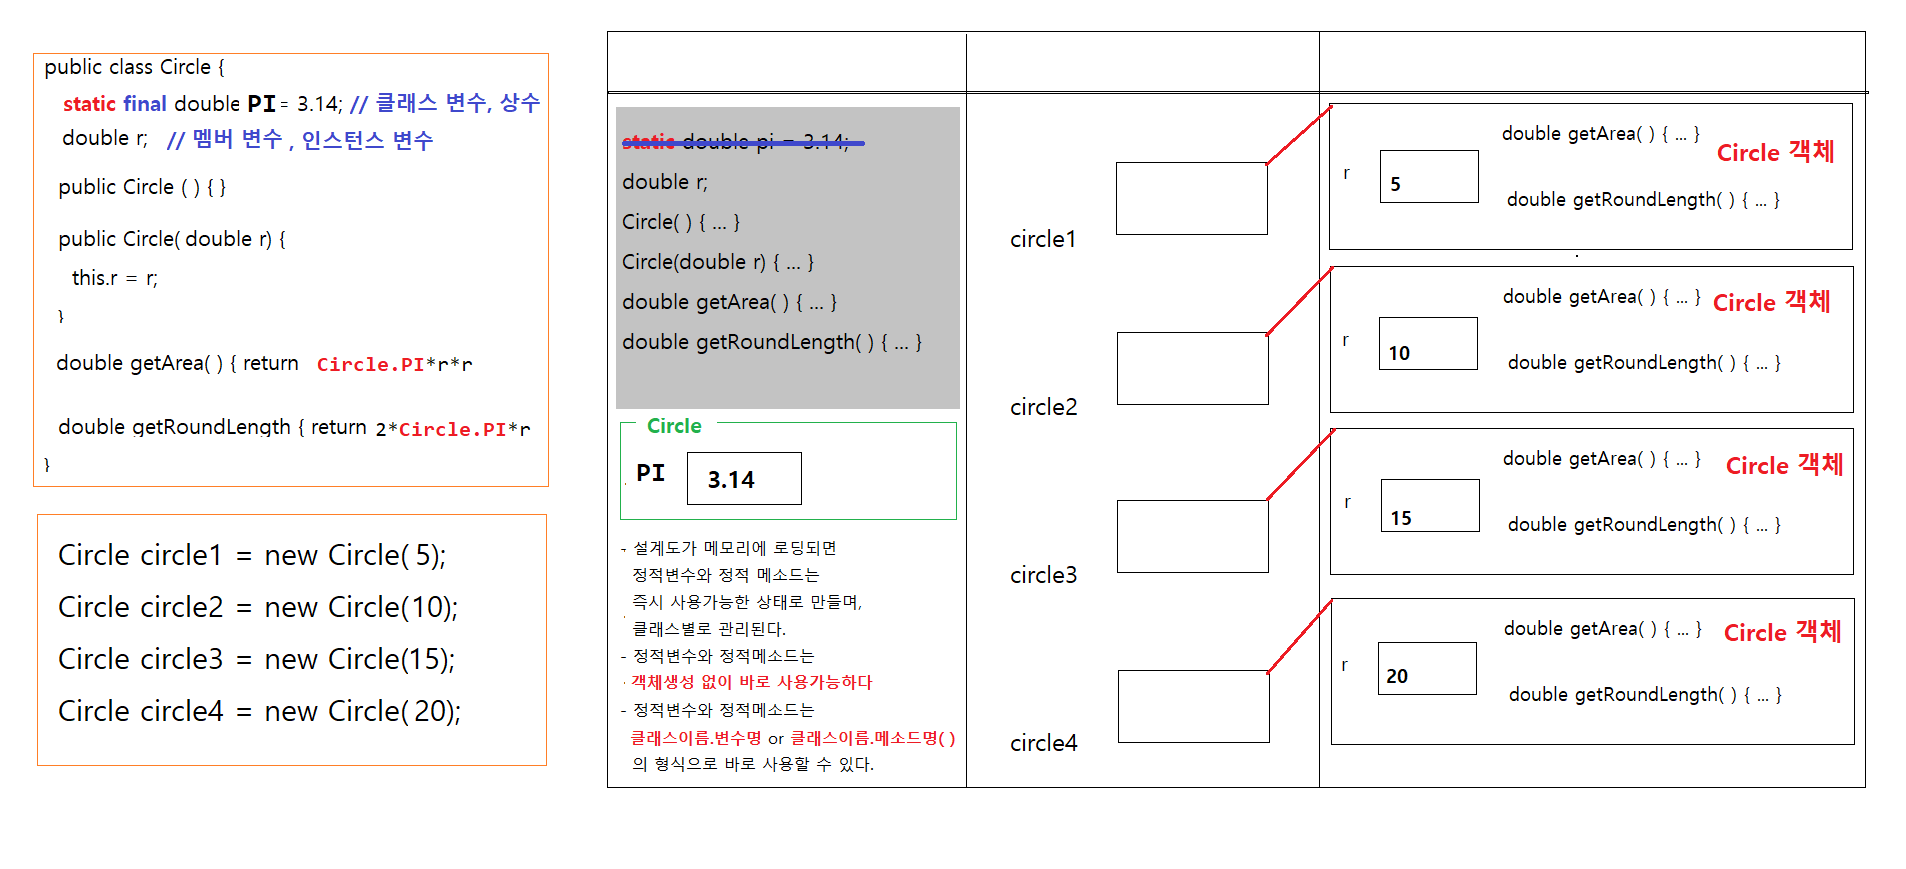 public class Circle {
static final double PI = 3.14; // 클래스 변수, 상수
double r; // 멤버 변수 , 인스턴스 변수
public Circle ( ) { }
public Circle( double r) {
this.r = r;
}
double getArea( ) { return Circle.PI*r*r
double getRoundLength { return 2*Circle.PI*r
}
Circle circle1 = new Circle( 5);
Circle circle2 = new Circle(10);
Circle circle3 = new Circle(15);
Circle circle4 = new Circle( 20);
static double pi = 3.14;
double r;
Circle( ) { ... }
Circle(double r) { ... }
double getArea( ) { ... }
double getRoundLength( ) { ... }
Circle
PI 3.14
- 설계도가 메모리에 로딩되면
정적변수와 정적 메소드는
즉시 사용가능한 상태로 만들며,
클래스별로 관리된다.
- 정적변수와 정적메소드는
객체생성 없이 바로 사용가능하다
- 정적변수와 정적메소드는
클래스이름.변수명 or 클래스이름.메소드명( )
의 형식으로 바로 사용할 수 있다.
circle1
circle2
circle3
circle4
double getArea( ) { ... }
Circle 객체
r 5
double getRoundLength( ) { ... }
double getArea( ) { ... }
Circle 객체
r 10
double getRoundLength( ) { ... }
double getArea( ) { ... }
Circle 객체
r 15
double getRoundLength( ) { ... }
double getArea( ) { ... }
Circle 객체
r 20
double getRoundLength( ) { ... }